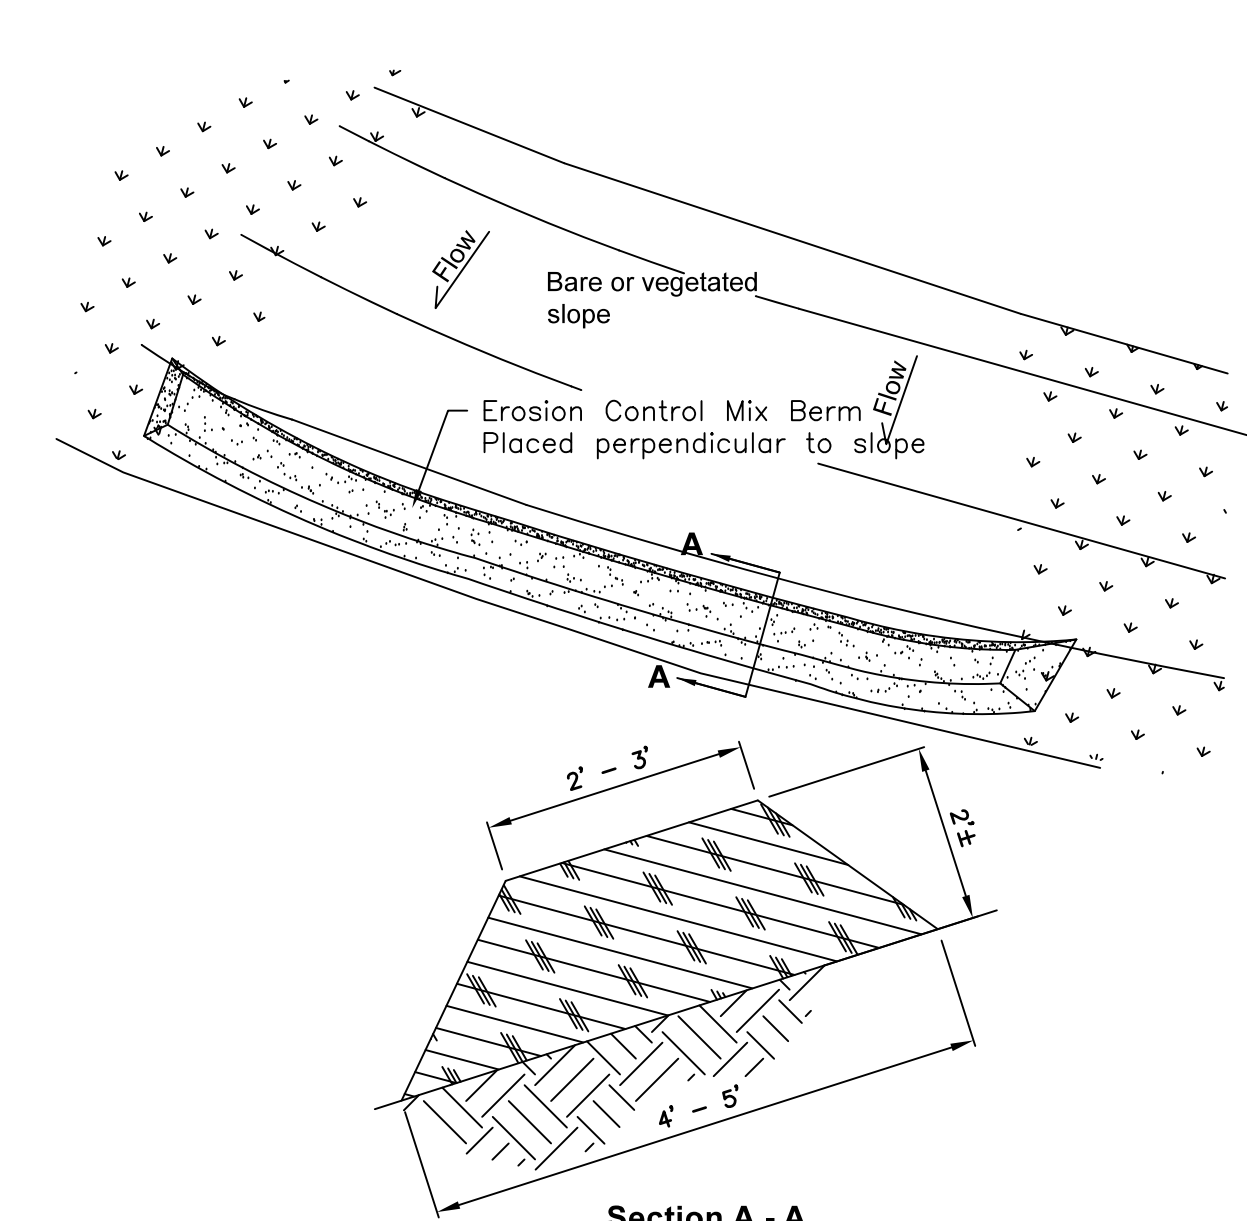 Flow
Bare or vegetated
slope
Flow
Erosion Control Mix Berm
Placed perpendicular to slope
A
A
2' - 3'
2'±
4' - 5'
Section A - A